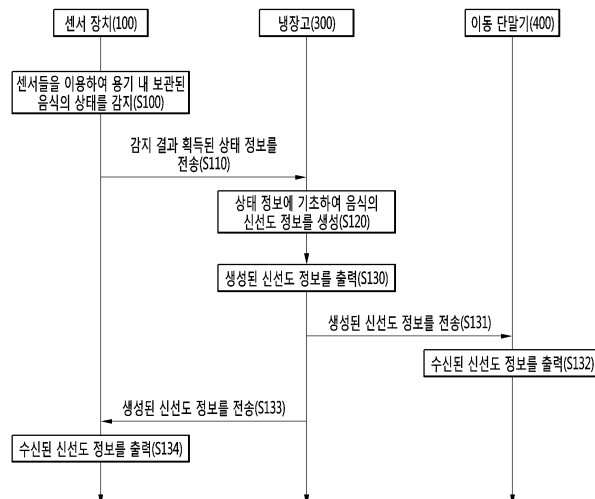 센서 장치(100)
냉장고(300)
이동 단말기(400)
센서들을 이용하여 용기 내 보관된
음식의 상태를 감지(S100)
감지 결과 획득된 상태 정보를
전송(S110)
상태 정보에 기초하여 음식의
신선도 정보를 생성(S120)
생성된 신선도 정보를 출력(S130)
생성된 신선도 정보를 전송(S131)
수신된 신선도 정보를 출력(S132)
생성된 신선도 정보를 전송(S133)
수신된 신선도 정보를 출력(S134)